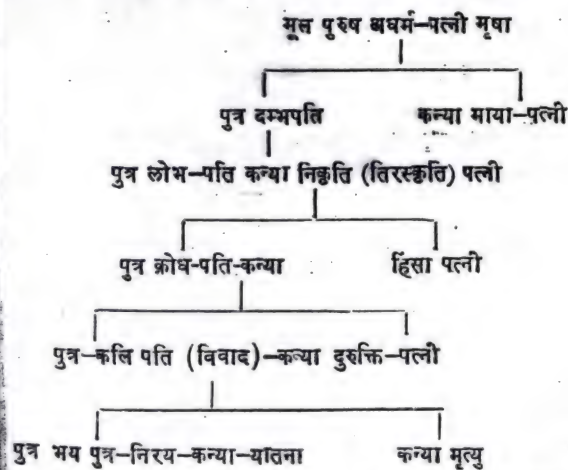 मूल पुरुष अधर्म-पत्नी मृषा
पुत्र दम्भपति कन्या माया-पत्नी
पुत्र लोभ-पति कन्या निकृति (तिरस्कृति) पत्नी
पुत्र क्रोध-पति-कन्या हिंसा पत्नी
पुत्र-कलि पति (विवाद)-कन्या दुरुक्ति-पत्नी
पुत्र भय पुत्र-निरय-कन्या-यातना कन्या मृत्यु